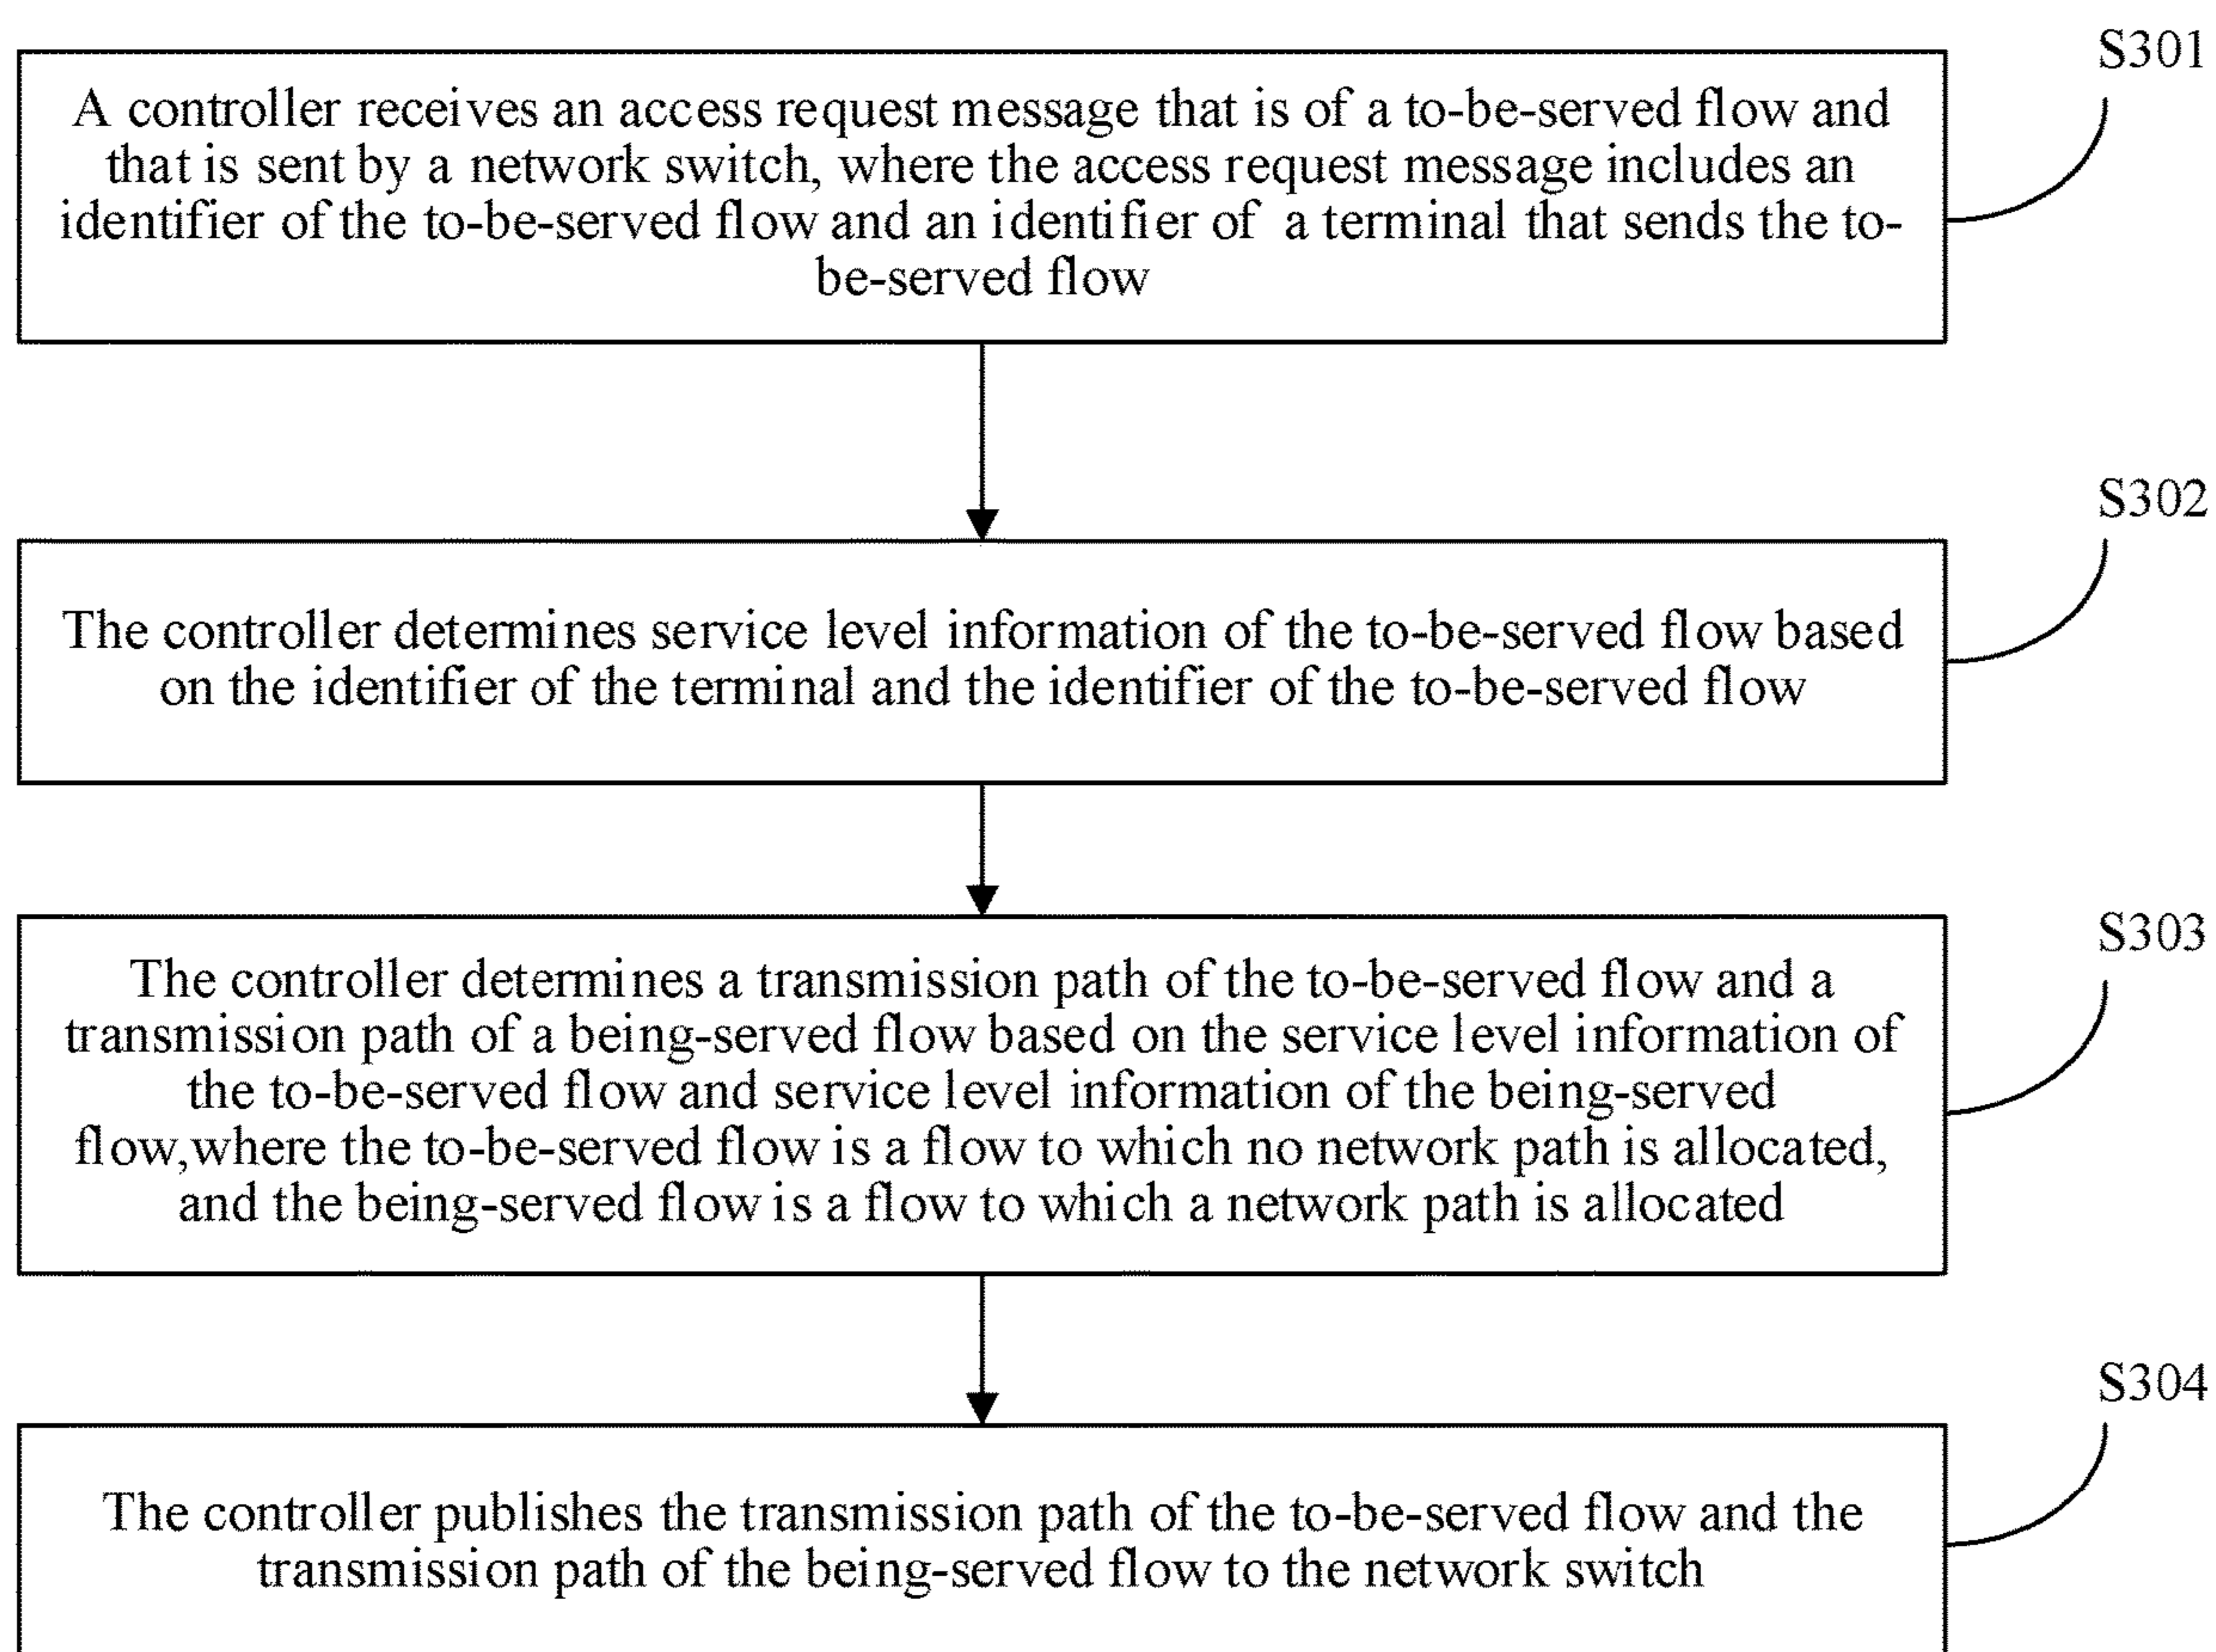 S301
A controller receives an access request message that is of a to-be-served flow and
that is sent by a network switch, where the access request message includes an
identifier of the to-be-served flow and an identifier of a terminal that sends the to-
be-served flow
S302
The controller determines service level information of the to-be-served flow based
on the identifier of the terminal and the identifier of the to-be-served flow
S303
The controller determines a transmission path of the to-be-served flow and a
transmission path of a being-served flow based on the service level information of
the to-be-served flow and service level information of the being-served
flow,where the to-be-served flow is a flow to which no network path is allocated,
and the being-served flow is a flow to which a network path is allocated
S304
The controller publishes the transmission path of the to-be-served flow and the
transmission path of the being-served flow to the network switch